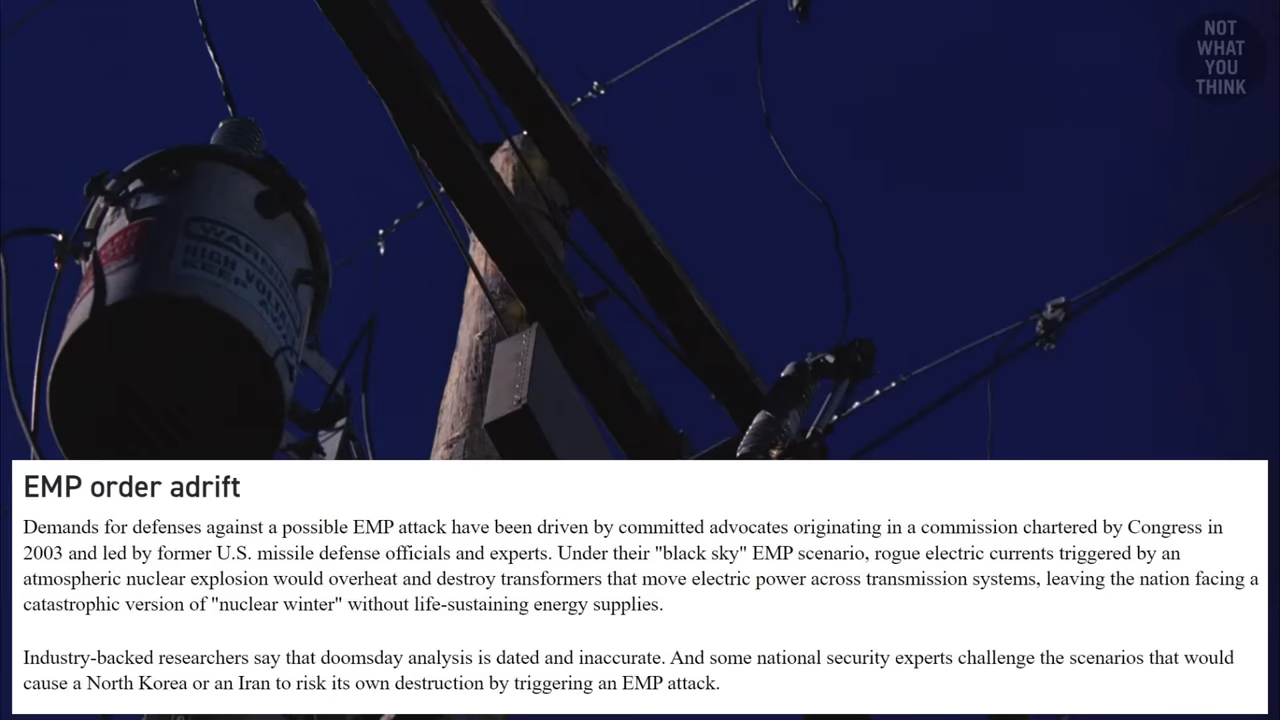 NOT
WHAT
YOU
THINK
WARNING
HIGH VOLTAGE
KEEP AWAY
EMP order adrift
Demands for defenses against a possible EMP attack have been driven by committed advocates originating in a commission chartered by Congress in
2003 and led by former U.S. missile defense officials and experts. Under their "black sky" EMP scenario, rogue electric currents triggered by an
atmospheric nuclear explosion would overheat and destroy transformers that move electric power across transmission systems, leaving the nation facing a
catastrophic version of "nuclear winter" without life-sustaining energy supplies.
Industry-backed researchers say that doomsday analysis is dated and inaccurate. And some national security experts challenge the scenarios that would
cause a North Korea or an Iran to risk its own destruction by triggering an EMP attack.